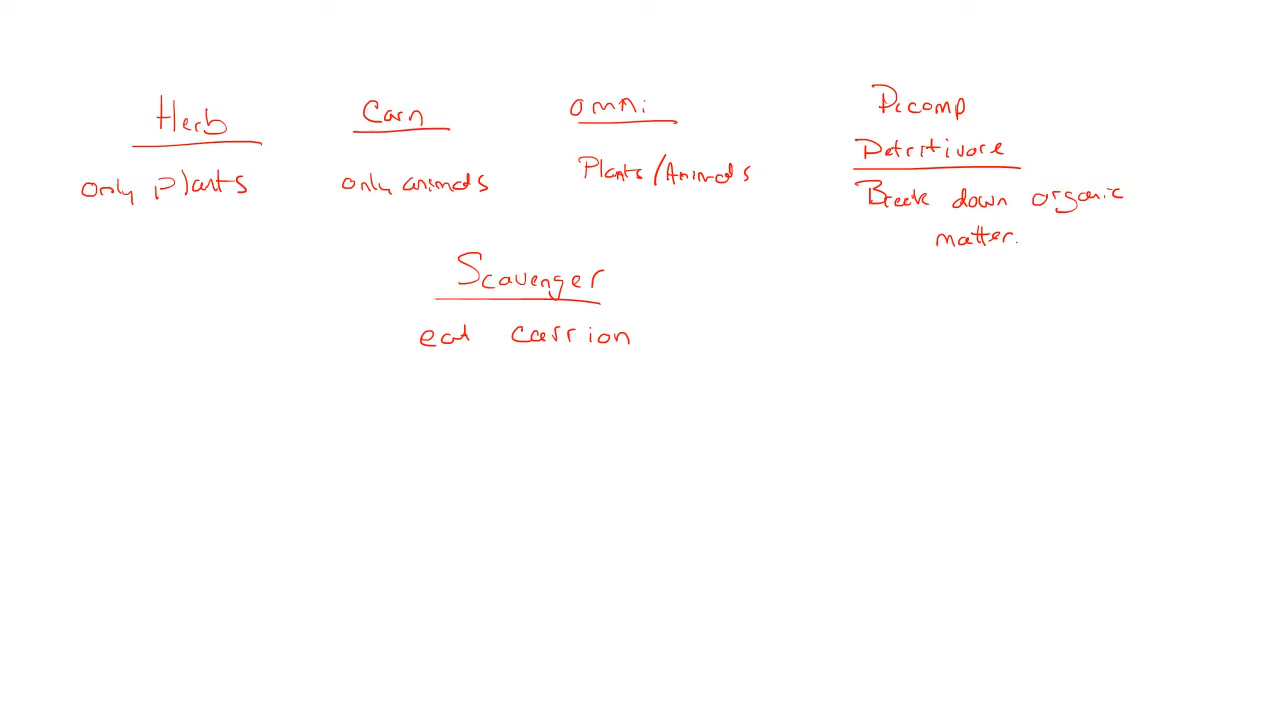 Herb
only plants
Carn
only animals
omni
Plants/Animals
Decomp
Detritivore
Break down organic
matter.
Scavenger
eat carrion